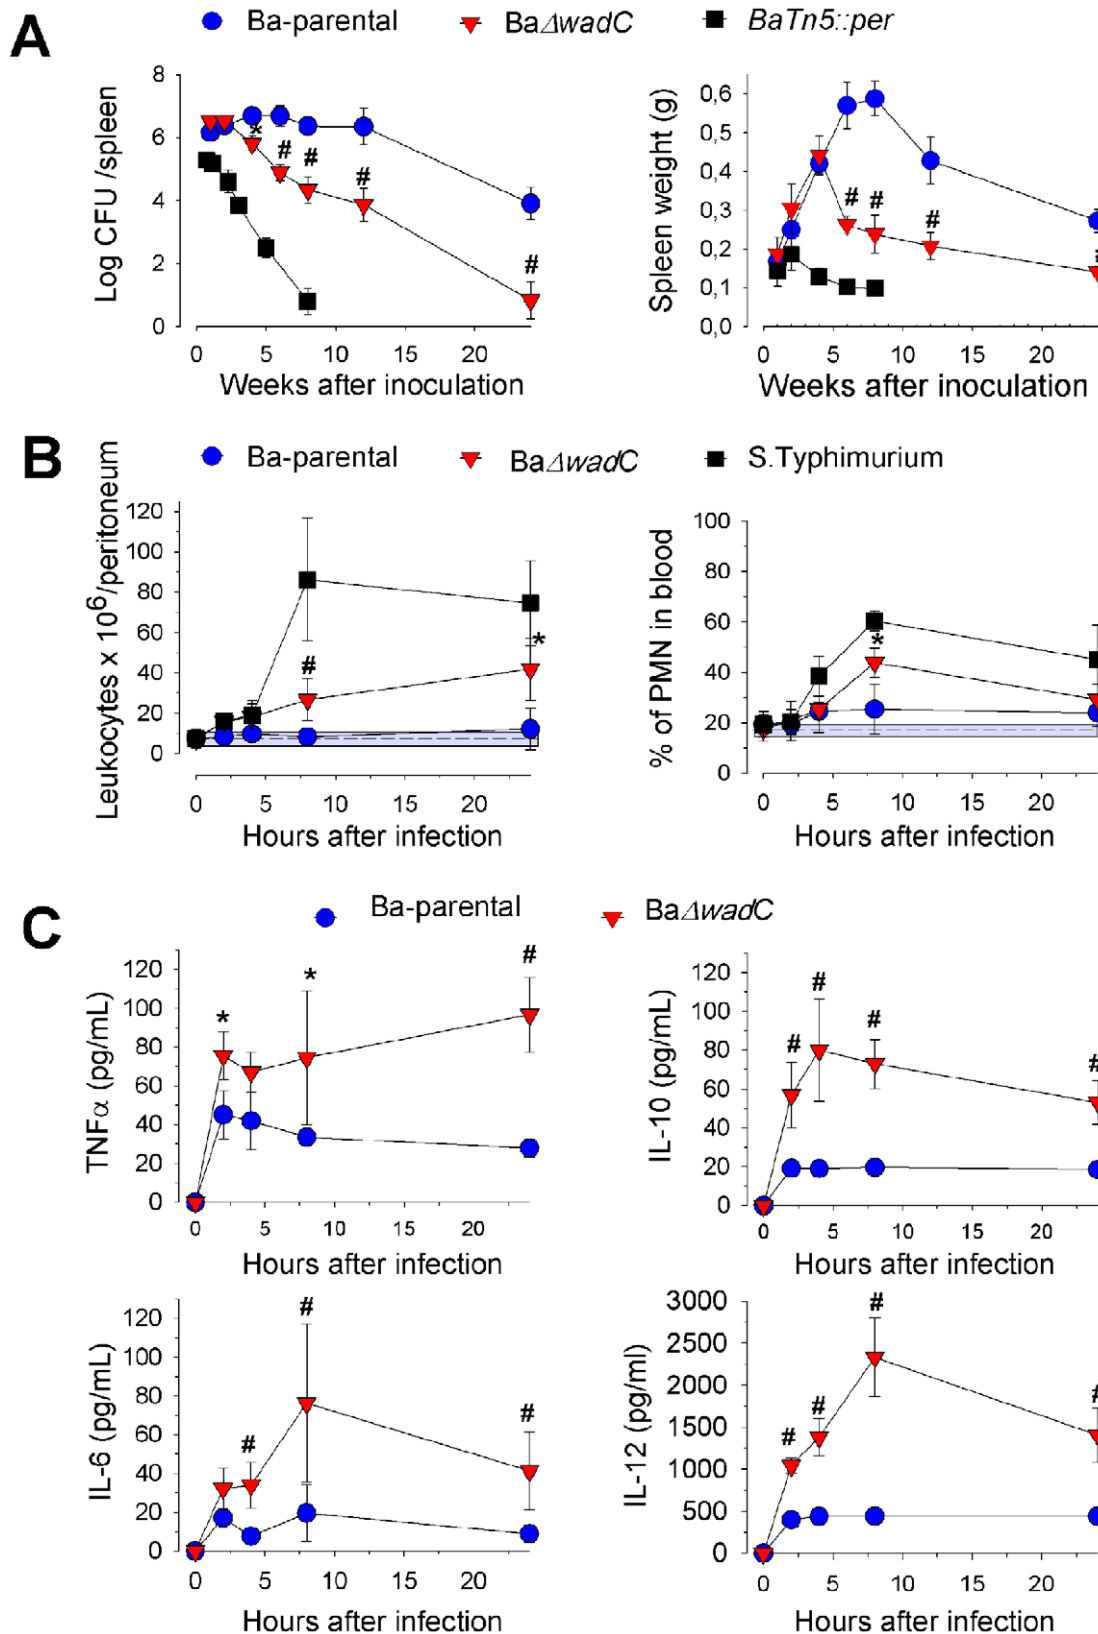 A
Ba-parental BaΔwadC BaTn5::per
Log CFU /spleen
8
6
4
2
0
* # # # #
0 5 10 15 20
Weeks after inoculation
Spleen weight (g)
0,6
0,5
0,4
0,3
0,2
0,1
0,0
# # #
0 5 10 15 20
Weeks after inoculation
B
Ba-parental BaΔwadC S.Typhimurium
Leukocytes x 10⁶/peritoneum
120
100
80
60
40
20
0
# *
0 5 10 15 20
Hours after infection
% of PMN in blood
100
80
60
40
20
0
*
0 5 10 15 20
Hours after infection
C
Ba-parental BaΔwadC
TNFα (pg/mL)
120
100
80
60
40
20
0
* * #
0 5 10 15 20
Hours after infection
IL-10 (pg/mL)
120
100
80
60
40
20
0
# # # #
0 5 10 15 20
Hours after infection
IL-6 (pg/mL)
120
100
80
60
40
20
0
# # #
0 5 10 15 20
Hours after infection
IL-12 (pg/ml)
3000
2500
2000
1500
1000
500
0
# # # #
0 5 10 15 20
Hours after infection